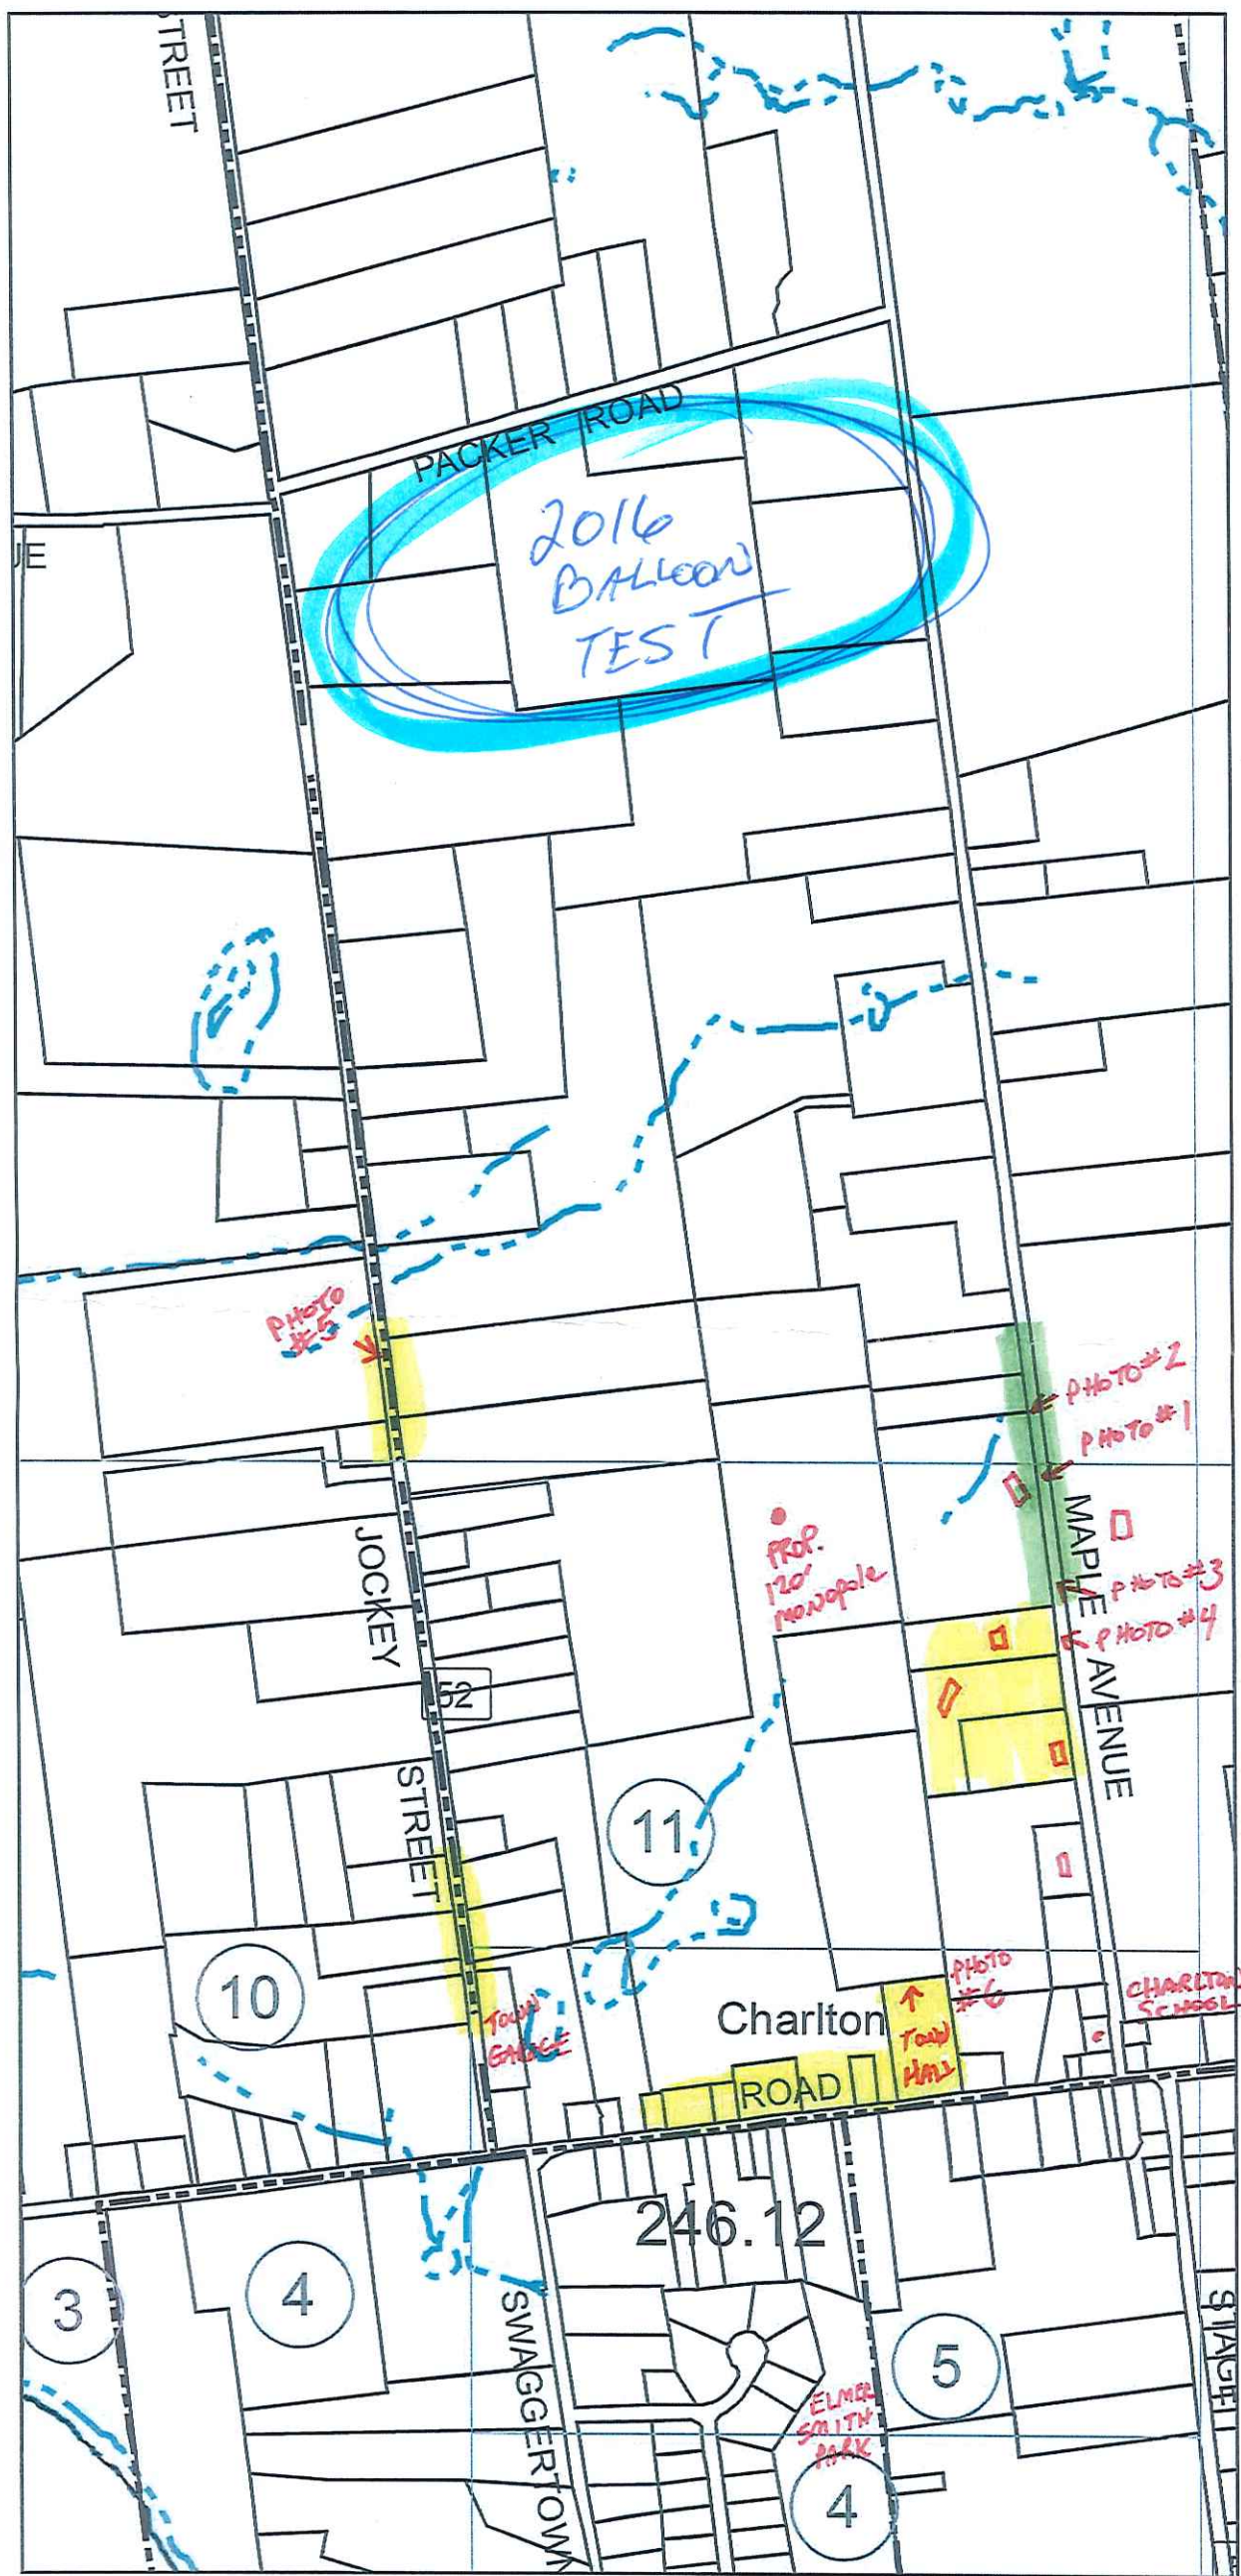 STREET
PACKER ROAD
2016
BALLOON
TEST
UE
PHOTO
#5
PHOTO #2
PHOTO #1
PROP.
120'
MONOPOLE
JOCKEY
MAPLE
PHOTO #3
PHOTO #4
AVENUE
52
STREET
11
10
PHOTO
#6
CHARLTON
SCHOOL
TOWN
GARAGE
Charlton
TOWN
HALL
ROAD
246.12
3
4
5
SWAGGERTOWN
STAGE
ELMER
SMITH
PARK
4